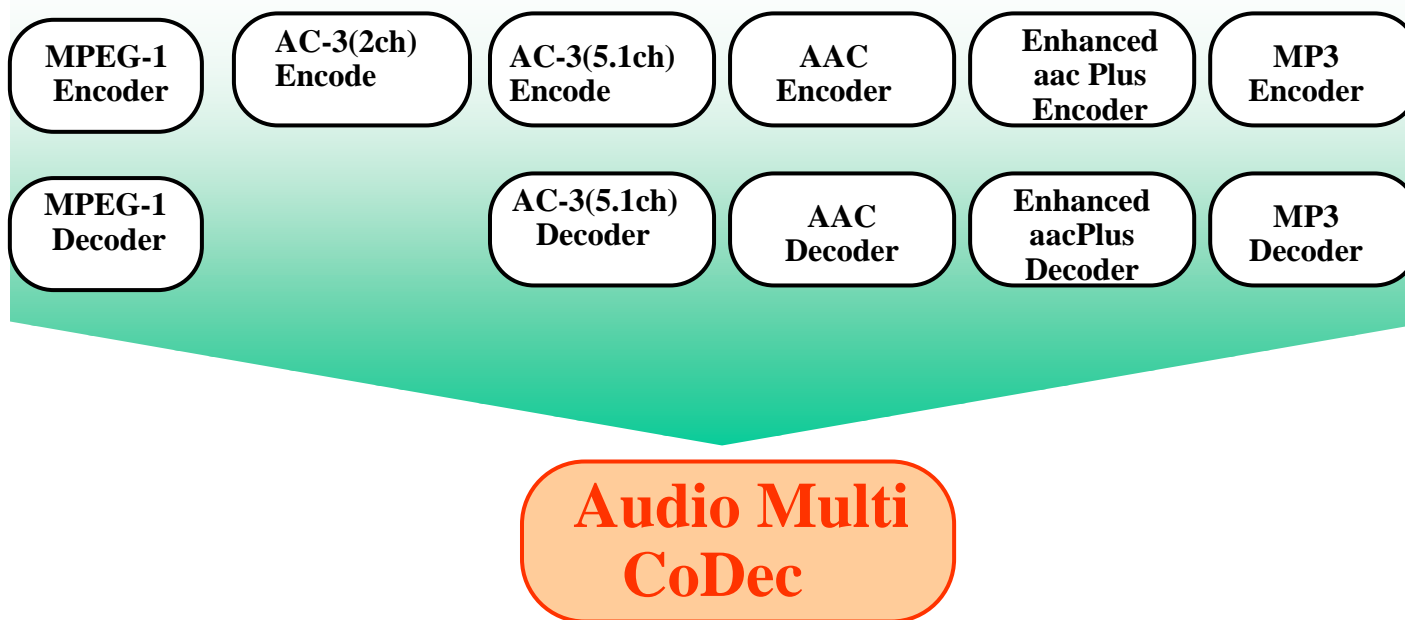 MPEG-1
Encoder
AC-3(2ch)
Encode
AC-3(5.1ch)
Encode
AAC
Encoder
Enhanced
aac Plus
Encoder
MP3
Encoder
MPEG-1
Decoder
AC-3(5.1ch)
Decoder
AAC
Decoder
Enhanced
aacPlus
Decoder
MP3
Decoder
Audio Multi
CoDec